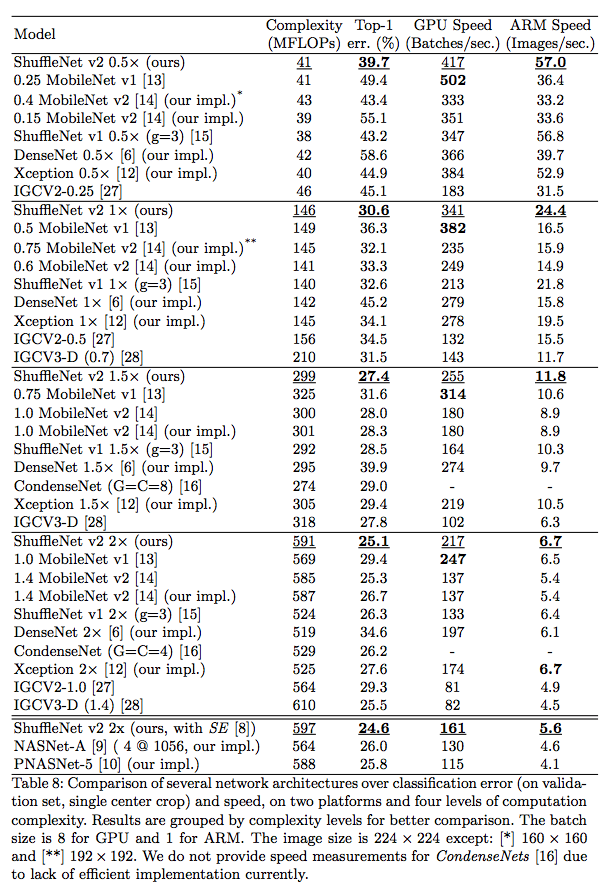 Model Complexity (MFLOPs) Top-1 err. (%) GPU Speed (Batches/sec.) ARM Speed (Images/sec.)
ShuffleNet v2 0.5× (ours) 41 39.7 417 57.0
0.25 MobileNet v1 [13] 41 49.4 502 36.4
0.4 MobileNet v2 [14] (our impl.)* 43 43.4 333 33.2
0.15 MobileNet v2 [14] (our impl.) 39 55.1 351 33.6
ShuffleNet v1 0.5× (g=3) [15] 38 43.2 347 56.8
DenseNet 0.5× [6] (our impl.) 42 58.6 366 39.7
Xception 0.5× [12] (our impl.) 40 44.9 384 52.9
IGCV2-0.25 [27] 46 45.1 183 31.5
ShuffleNet v2 1× (ours) 146 30.6 341 24.4
0.5 MobileNet v1 [13] 149 36.3 382 16.5
0.75 MobileNet v2 [14] (our impl.)** 145 32.1 235 15.9
0.6 MobileNet v2 [14] (our impl.) 141 33.3 249 14.9
ShuffleNet v1 1× (g=3) [15] 140 32.6 213 21.8
DenseNet 1× [6] (our impl.) 142 45.2 279 15.8
Xception 1× [12] (our impl.) 145 34.1 278 19.5
IGCV2-0.5 [27] 156 34.5 132 15.5
IGCV3-D (0.7) [28] 210 31.5 143 11.7
ShuffleNet v2 1.5× (ours) 299 27.4 255 11.8
0.75 MobileNet v1 [13] 325 31.6 314 10.6
1.0 MobileNet v2 [14] 300 28.0 180 8.9
1.0 MobileNet v2 [14] (our impl.) 301 28.3 180 8.9
ShuffleNet v1 1.5× (g=3) [15] 292 28.5 164 10.3
DenseNet 1.5× [6] (our impl.) 295 39.9 274 9.7
CondenseNet (G=C=8) [16] 274 29.0 - -
Xception 1.5× [12] (our impl.) 305 29.4 219 10.5
IGCV3-D [28] 318 27.8 102 6.3
ShuffleNet v2 2× (ours) 591 25.1 217 6.7
1.0 MobileNet v1 [13] 569 29.4 247 6.5
1.4 MobileNet v2 [14] 585 25.3 137 5.4
1.4 MobileNet v2 [14] (our impl.) 587 26.7 137 5.4
ShuffleNet v1 2× (g=3) [15] 524 26.3 133 6.4
DenseNet 2× [6] (our impl.) 519 34.6 197 6.1
CondenseNet (G=C=4) [16] 529 26.2 - -
Xception 2× [12] (our impl.) 525 27.6 174 6.7
IGCV2-1.0 [27] 564 29.3 81 4.9
IGCV3-D (1.4) [28] 610 25.5 82 4.5
ShuffleNet v2 2x (ours, with SE [8]) 597 24.6 161 5.6
NASNet-A [9] ( 4 @ 1056, our impl.) 564 26.0 130 4.6
PNASNet-5 [10] (our impl.) 588 25.8 115 4.1
Table 8: Comparison of several network architectures over classification error (on valida-
tion set, single center crop) and speed, on two platforms and four levels of computation
complexity. Results are grouped by complexity levels for better comparison. The batch
size is 8 for GPU and 1 for ARM. The image size is 224 × 224 except: [*] 160 × 160
and [**] 192 × 192. We do not provide speed measurements for CondenseNets [16] due
to lack of efficient implementation currently.